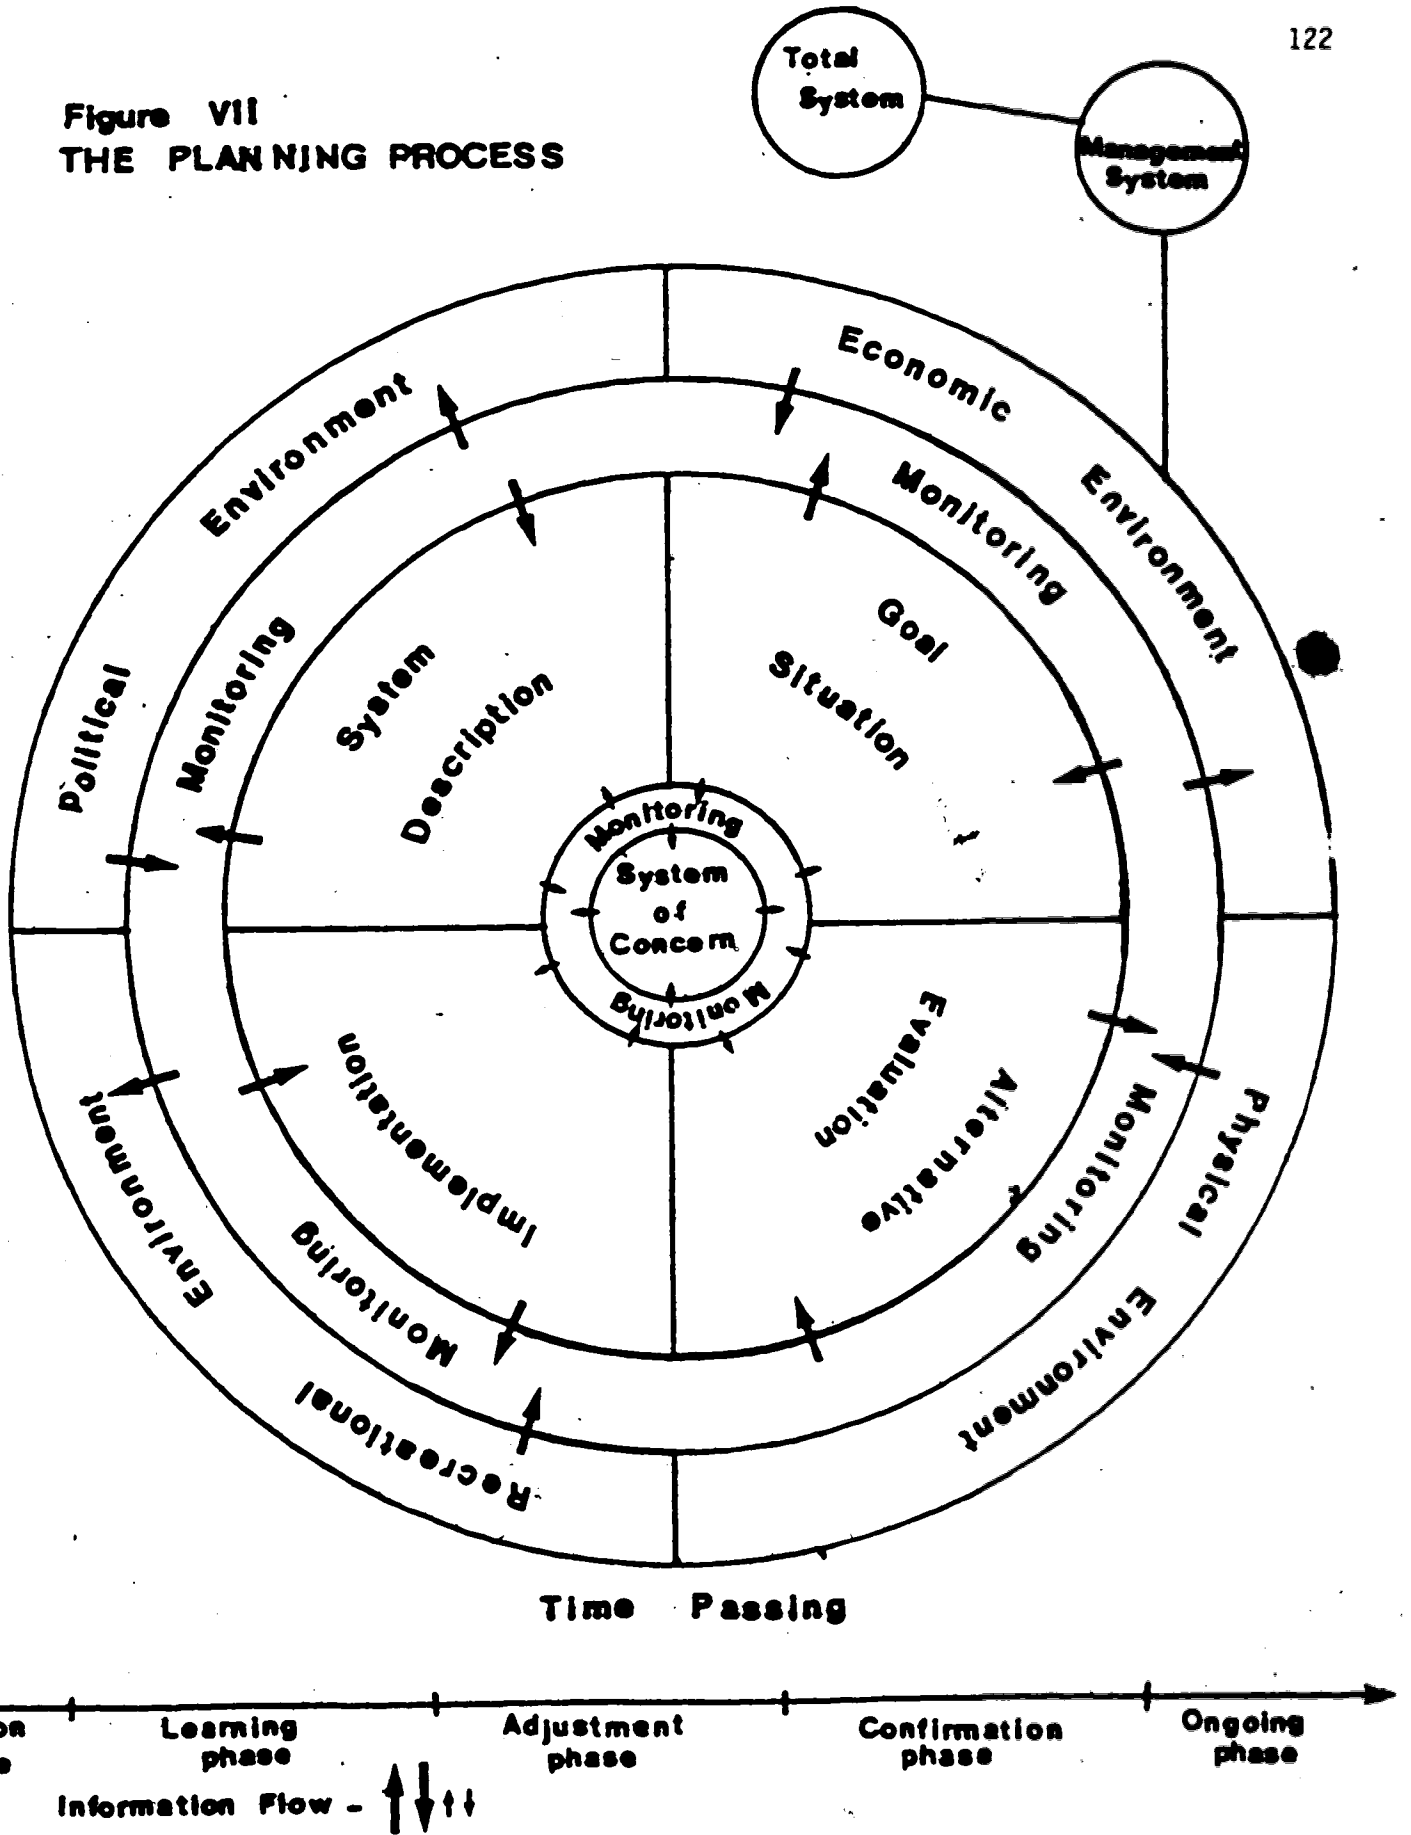 122
Total
System
Management
System
Figure VII
THE PLANNING PROCESS
Economic
Environment
Political
Environment
Monitoring
Monitoring
System
Description
Goal
Situation
Monitoring
System
of
Concern
Monitoring
Implementation
Evaluation
Alternative
Monitoring
Monitoring
Recreational
Environment
Physical
Environment
Time Passing
Learning
phase
Adjustment
phase
Confirmation
phase
Ongoing
phase
Information Flow -